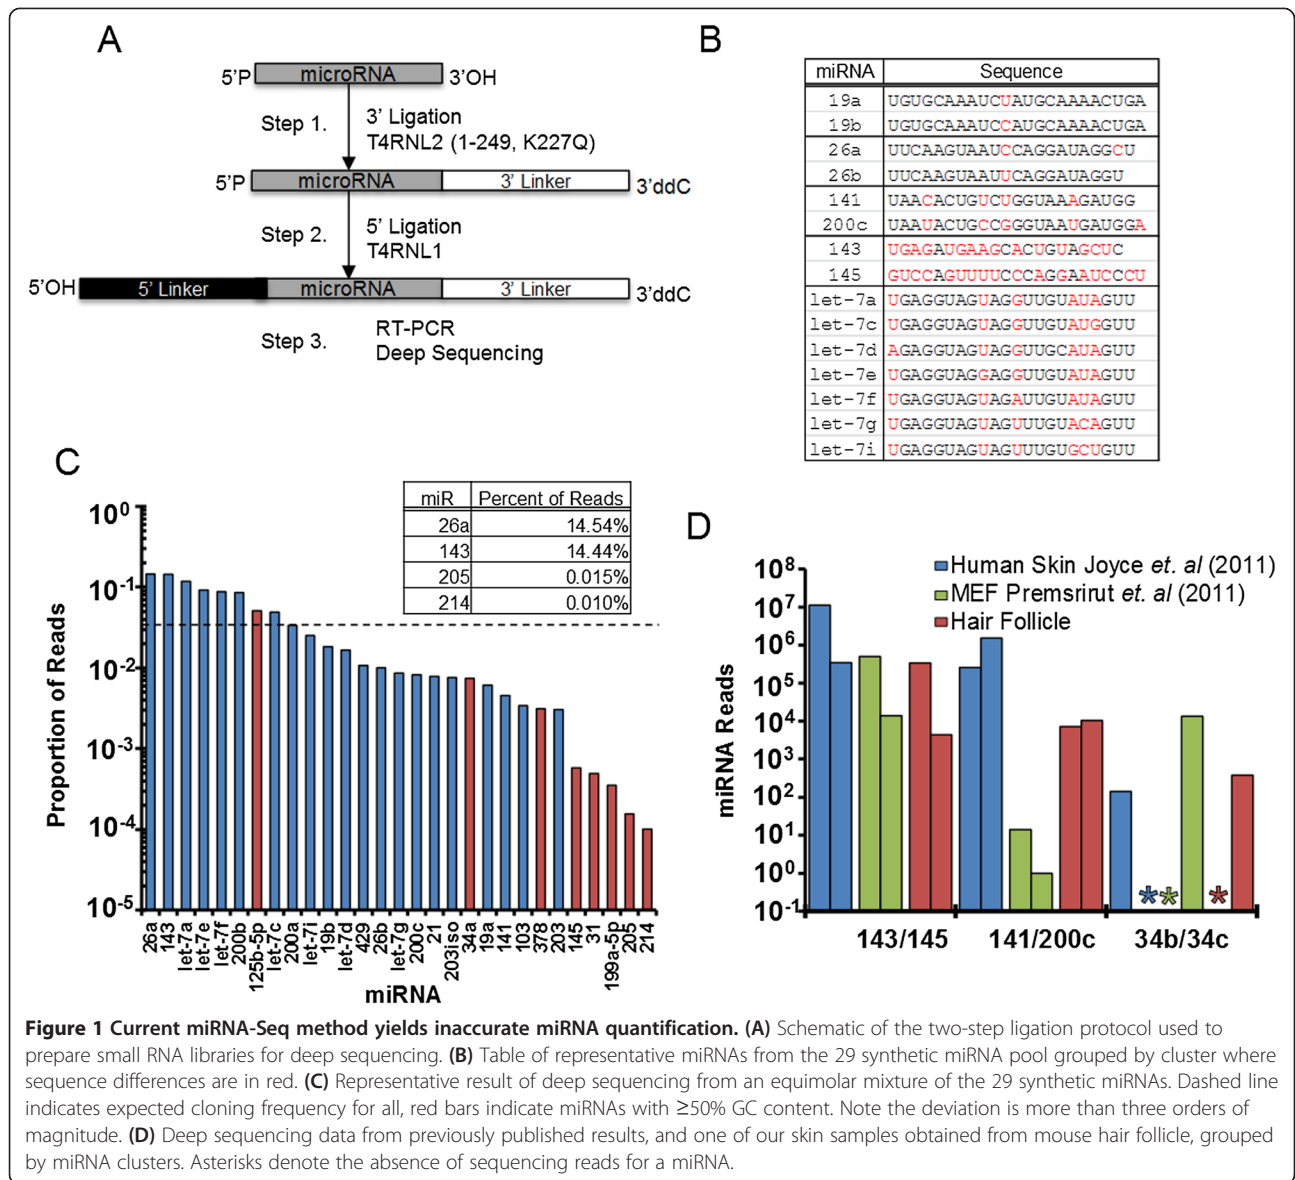 A
5'P microRNA 3'OH
Step 1.
3' Ligation
T4RNL2 (1-249, K227Q)
5'P microRNA 3' Linker 3'ddC
Step 2.
5' Ligation
T4RNL1
5'OH 5' Linker microRNA 3' Linker 3'ddC
Step 3.
RT-PCR
Deep Sequencing
B
miRNA Sequence
19a UGUGCAAAUCUAUGCAAAACUGA
19b UGUGCAAAUCCAUGCAAAACUGA
26a UUCAAGUAAUCCAGGAUAGGCU
26b UUCAAGUAAUUCAGGAUAGGU
141 UAACACUGUCUGGUAAAGAUGG
200c UAAUACUGCCGGGUAAUGAUGGA
143 UGAGAUGAAGCACUGUAGCUC
145 GUCCAGUUUUCCCAGGAAUCCCU
let-7a UGAGGUAGUAGGUUGUAUAGUU
let-7c UGAGGUAGUAGGUUGUAUGGUU
let-7d AGAGGUAGUAGGUUGCAUAGUU
let-7e UGAGGUAGGAGGUUGUAUAGUU
let-7f UGAGGUAGUAGAUUGUAUAGUU
let-7g UGAGGUAGUAGUUUGUACAGUU
let-7i UGAGGUAGUAGUUUGUGCUGUU
C
miR Percent of Reads
26a 14.54%
143 14.44%
205 0.015%
214 0.010%
Proportion of Reads
10⁰
10⁻¹
10⁻²
10⁻³
10⁻⁴
10⁻⁵
26a 143 let-7a let-7e let-7f 200b 125b-5p let-7c 200a let-7i 19b let-7d 429 26b let-7g 200c 21 203iso 34a 19a 141 103 378 203 145 31 199a-5p 205 214
miRNA
D
Human Skin Joyce et. al (2011)
MEF Premsrirut et. al (2011)
Hair Follicle
miRNA Reads
10⁸
10⁷
10⁶
10⁵
10⁴
10³
10²
10¹
10⁰
10⁻¹
* * *
143/145 141/200c 34b/34c
Figure 1 Current miRNA-Seq method yields inaccurate miRNA quantification. (A) Schematic of the two-step ligation protocol used to
prepare small RNA libraries for deep sequencing. (B) Table of representative miRNAs from the 29 synthetic miRNA pool grouped by cluster where
sequence differences are in red. (C) Representative result of deep sequencing from an equimolar mixture of the 29 synthetic miRNAs. Dashed line
indicates expected cloning frequency for all, red bars indicate miRNAs with ≥50% GC content. Note the deviation is more than three orders of
magnitude. (D) Deep sequencing data from previously published results, and one of our skin samples obtained from mouse hair follicle, grouped
by miRNA clusters. Asterisks denote the absence of sequencing reads for a miRNA.